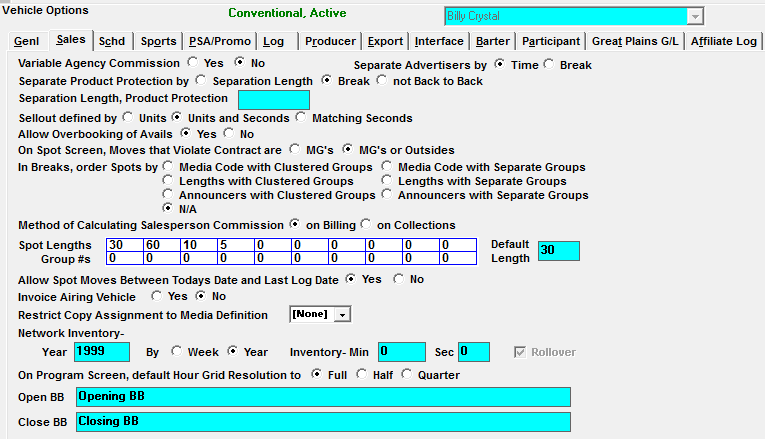 Vehicle Options
Conventional, Active
Billy Crystal
Genl Sales Schd Sports PSA/Promo Log Producer Export Interface Barter Participant Great Plains G/L Affiliate Log
Variable Agency Commission Yes No Separate Advertisers by Time Break
Separate Product Protection by Separation Length Break not Back to Back
Separation Length, Product Protection
Sellout defined by Units Units and Seconds Matching Seconds
Allow Overbooking of Avails Yes No
On Spot Screen, Moves that Violate Contract are MG's MG's or Outsides
In Breaks, order Spots by Media Code with Clustered Groups Media Code with Separate Groups
Lengths with Clustered Groups Lengths with Separate Groups
Announcers with Clustered Groups Announcers with Separate Groups
N/A
Method of Calculating Salesperson Commission on Billing on Collections
Spot Lengths 30 60 10 5 0 0 0 0 0 0 Default
Group #s 0 0 0 0 0 0 0 0 0 0 Length 30
Allow Spot Moves Between Todays Date and Last Log Date Yes No
Invoice Airing Vehicle Yes No
Restrict Copy Assignment to Media Definition [None]
Network Inventory-
Year 1999 By Week Year Inventory- Min 0 Sec 0 Rollover
On Program Screen, default Hour Grid Resolution to Full Half Quarter
Open BB Opening BB
Close BB Closing BB